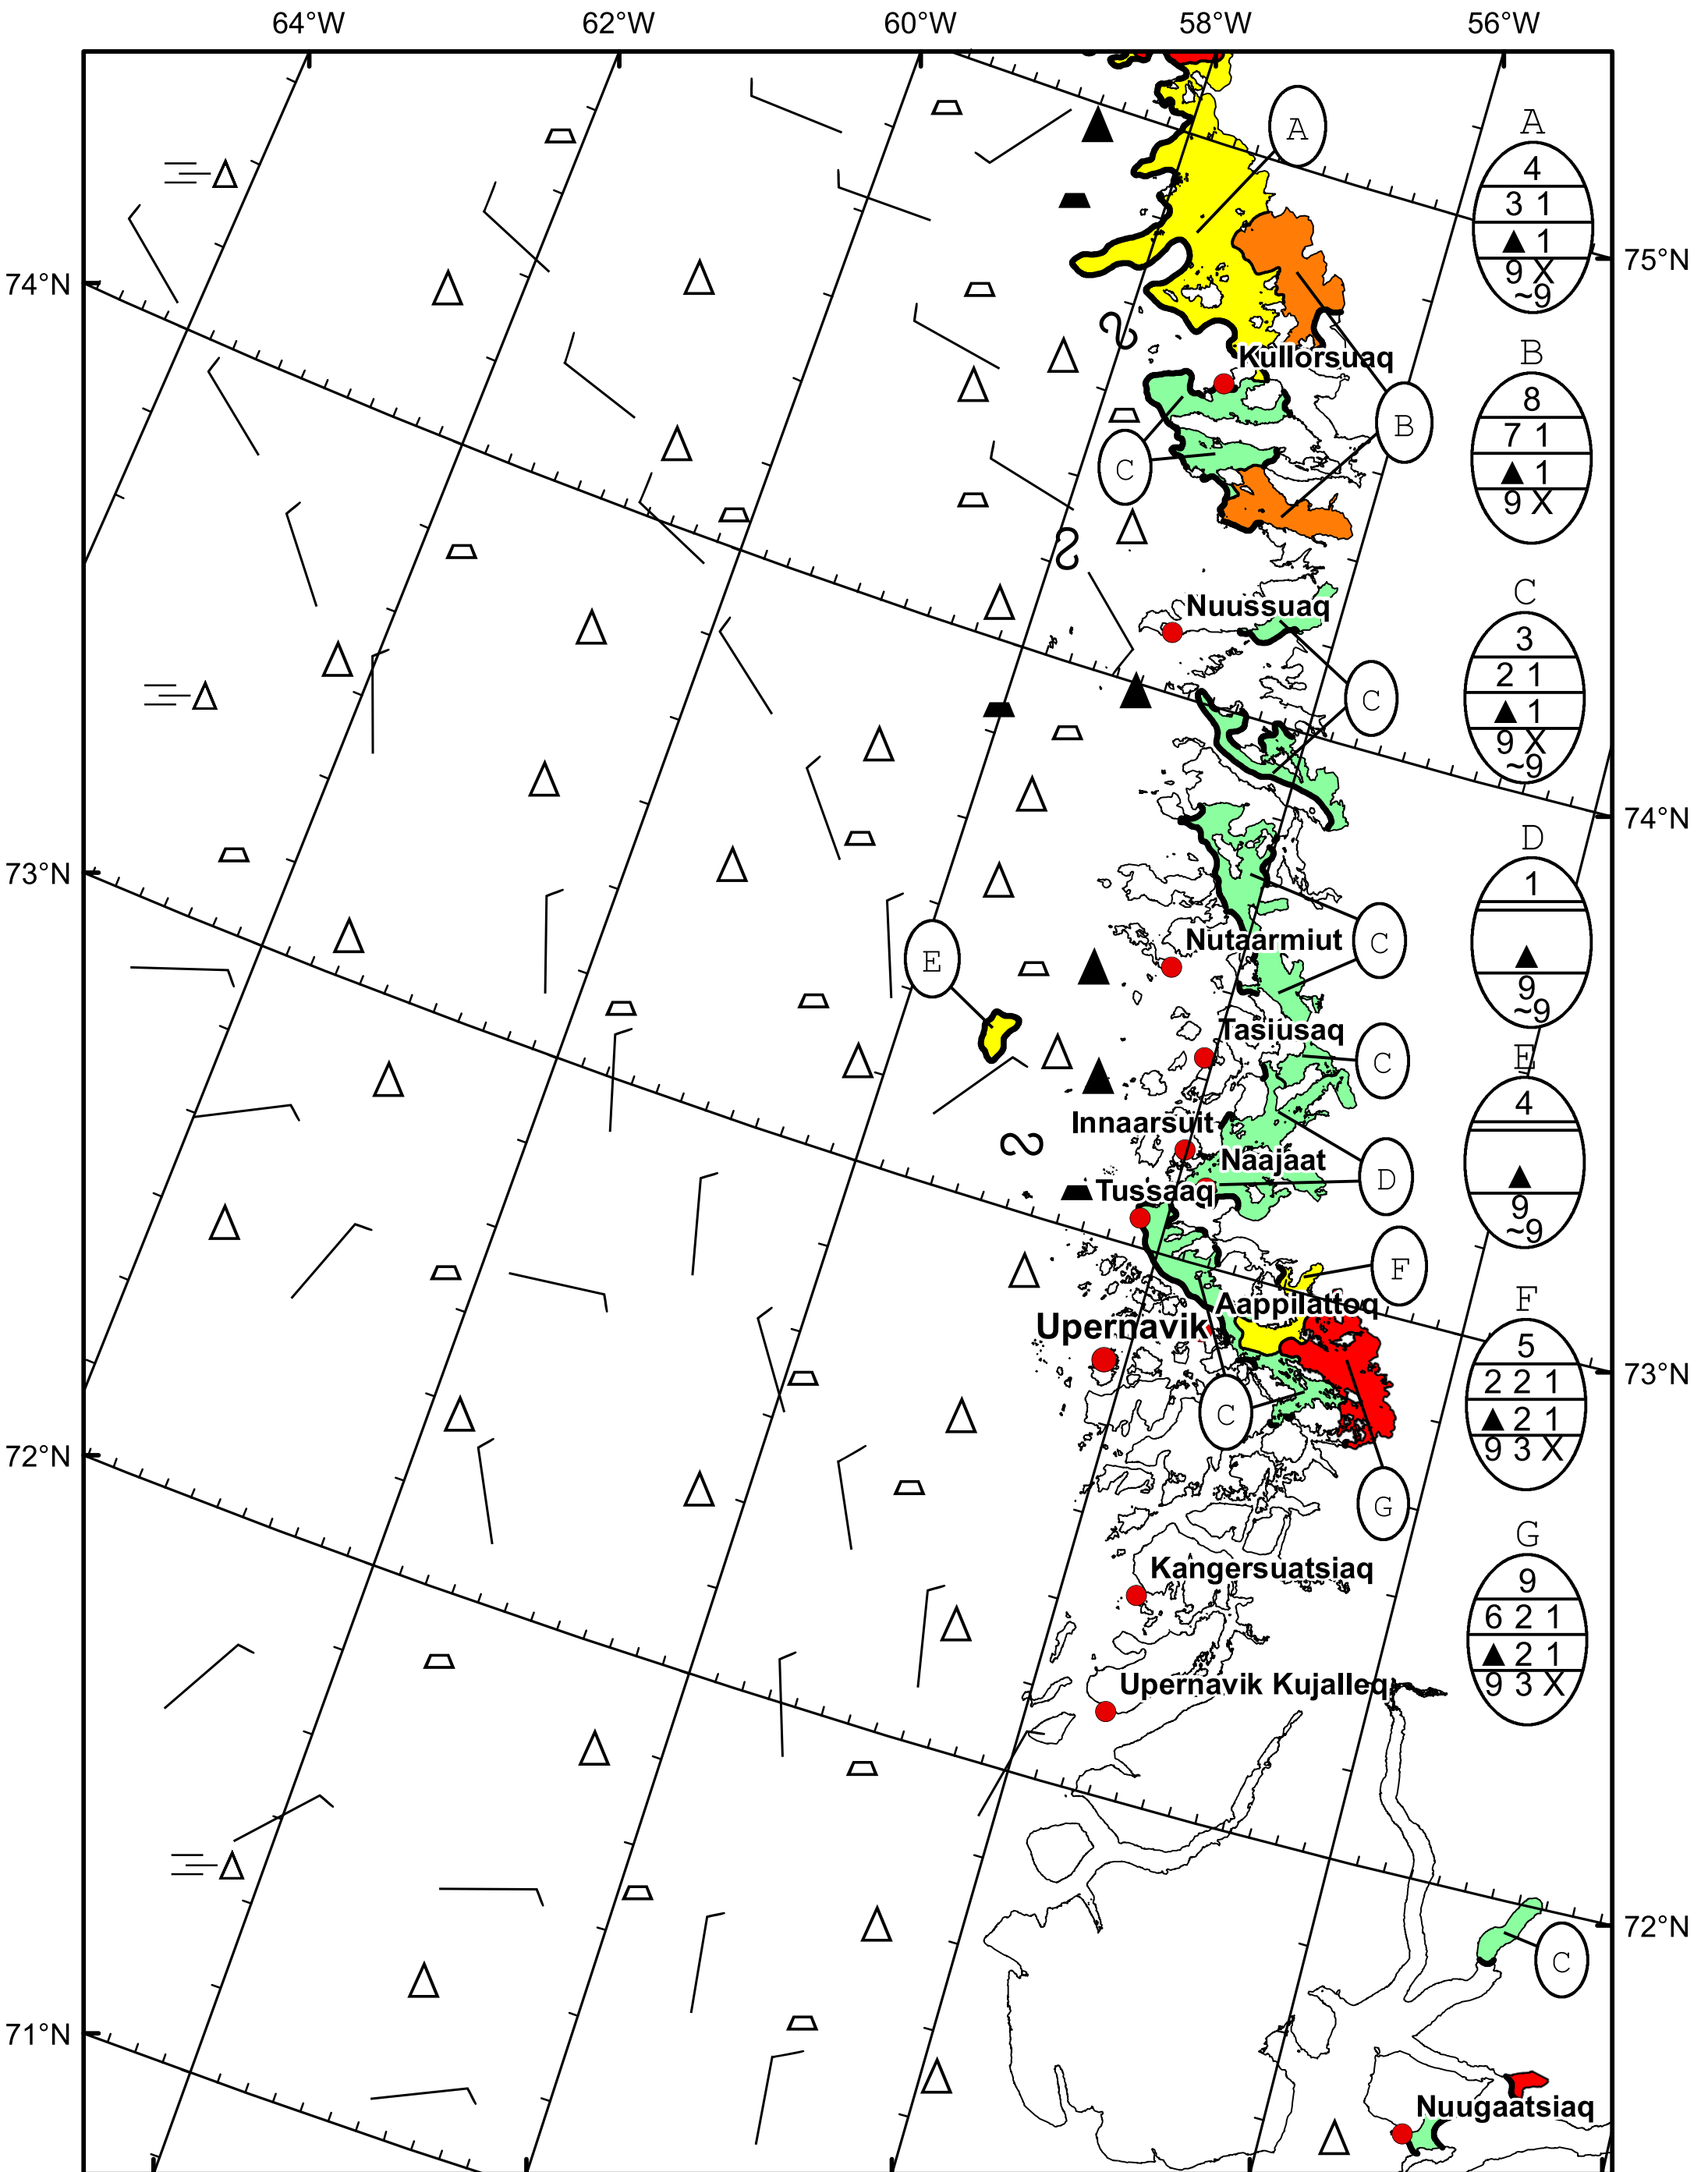 64°W 62°W 60°W 58°W 56°W
A
A
4
3 1
▲ 1
9 X
~9
75°N
74°N
B
8
7 1
▲ 1
9 X
Kullorsuaq
B
C
C
3
2 1
▲ 1
9 X
~9
Nuussuaq
C
74°N
73°N
D
1
▲
9
~9
Nutaarmiut
C
E
Tasiusaq
C
E
4
▲
9
~9
Innaarsuit
Naajaat
D
Tussaaq
F
F
5
2 2 1
▲ 2 1
9 3 X
Aappilattoq
Upernavik
73°N
C
72°N
G
G
9
6 2 1
▲ 2 1
9 3 X
Kangersuatsiaq
Upernavik Kujalleq
72°N
C
71°N
Nuugaatsiaq